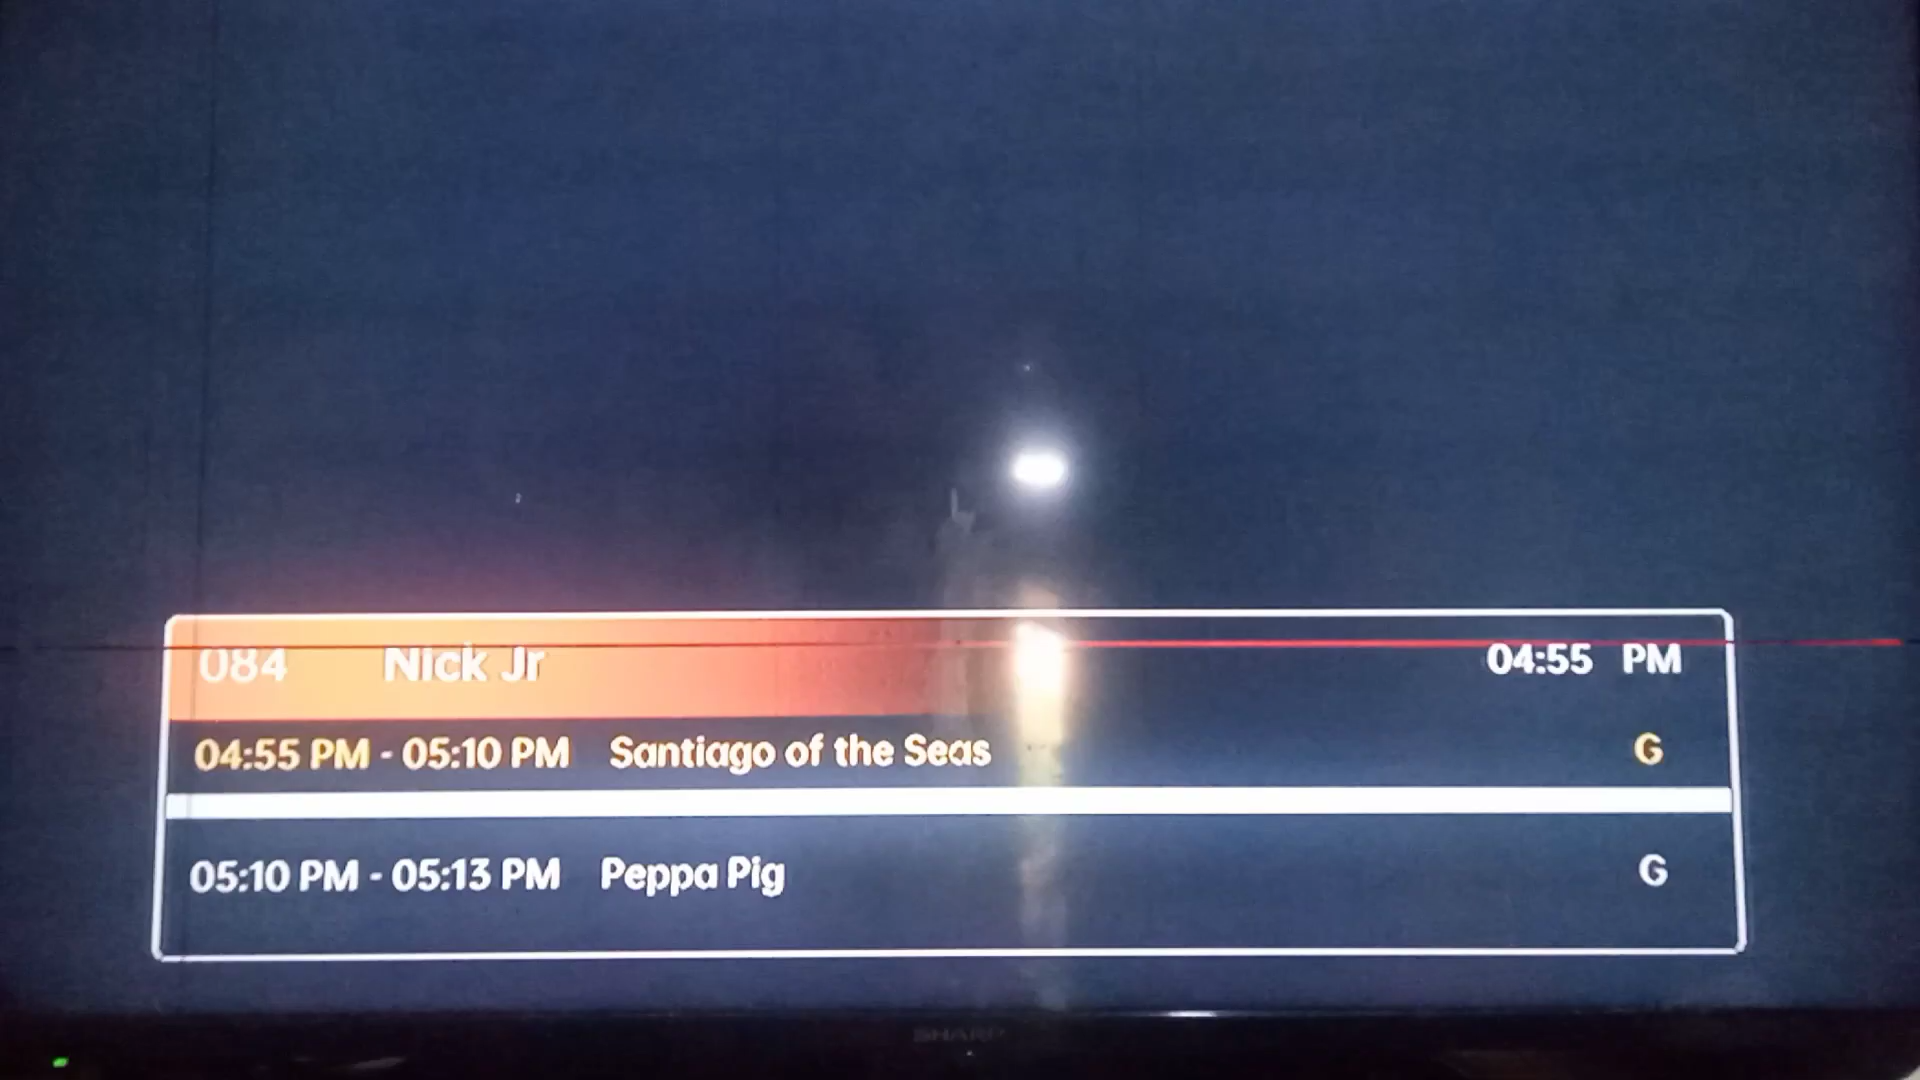 084 Nick Jr 04:55 PM
04:55 PM - 05:10 PM Santiago of the Seas G
05:10 PM - 05:13 PM Peppa Pig G
SHARP